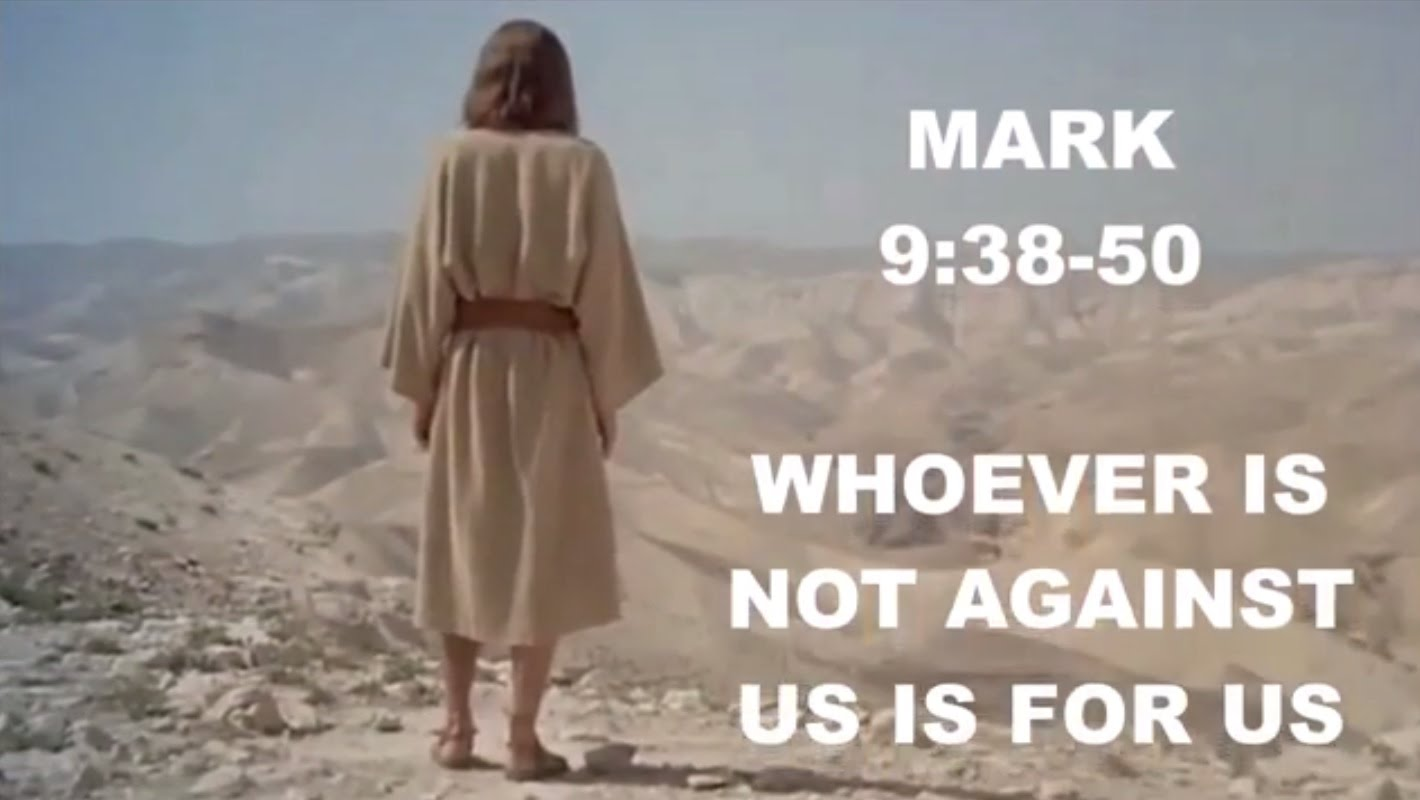 MARK
9:38-50
WHOEVER IS
NOT AGAINST
US IS FOR US